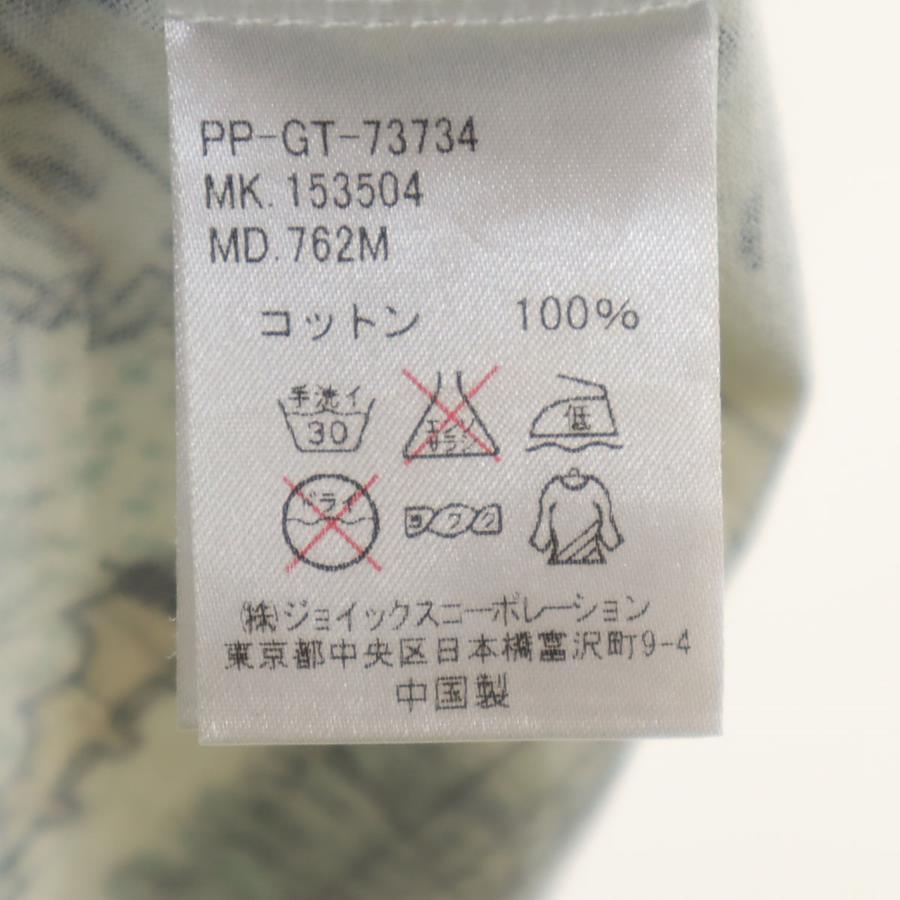 PP-GT-73734
MK.153504
MD.762M
コットン 100%
手洗イ
30
エンソ
サラシ
低
ドライ
ヨワク
㈱ジョイックスコーポレーション
東京都中央区日本橋富沢町9-4
中国製